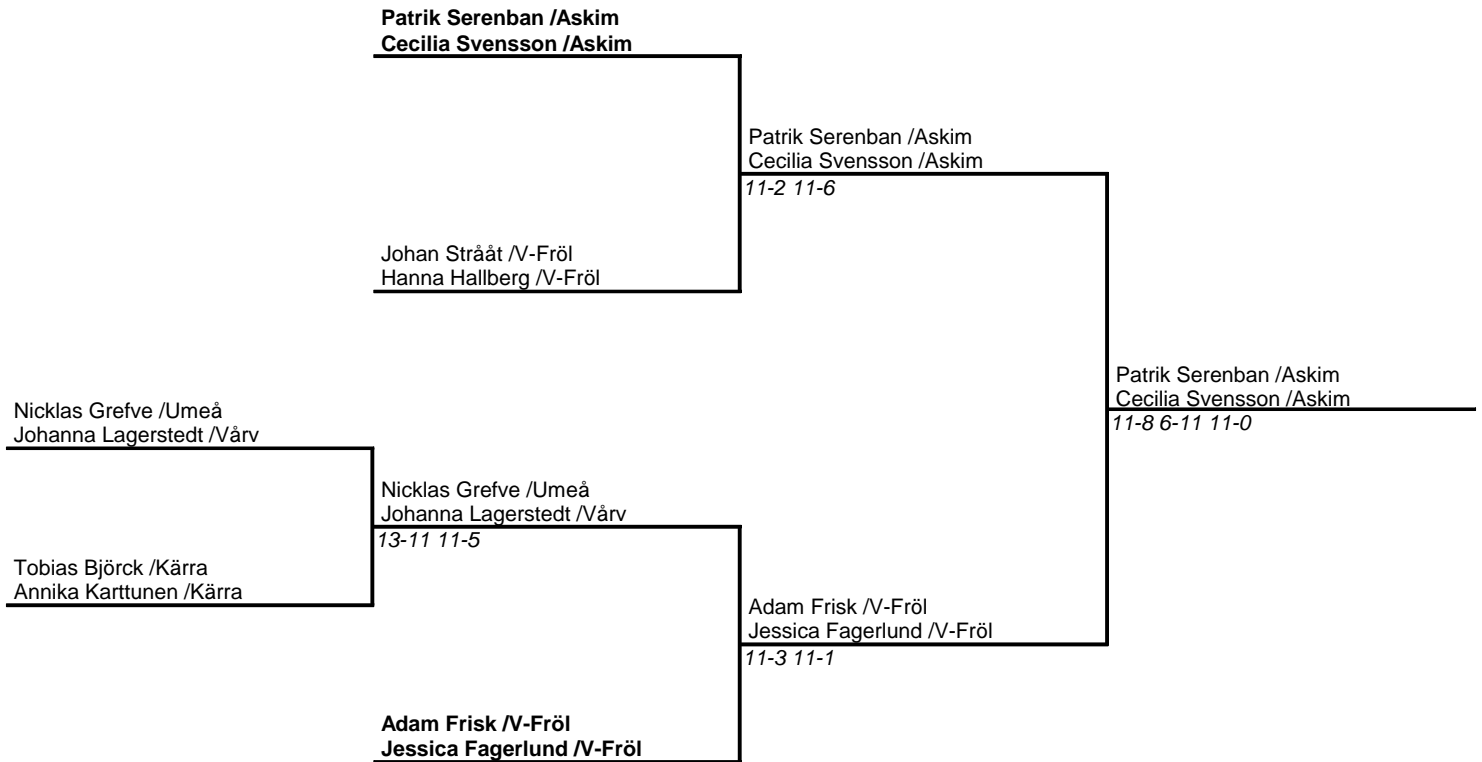 Patrik Serenban /Askim
Cecilia Svensson /Askim
Patrik Serenban /Askim
Cecilia Svensson /Askim
11-2 11-6
Johan Strååt /V-Fröl
Hanna Hallberg /V-Fröl
Patrik Serenban /Askim
Cecilia Svensson /Askim
11-8 6-11 11-0
Nicklas Grefve /Umeå
Johanna Lagerstedt /Vårv
Nicklas Grefve /Umeå
Johanna Lagerstedt /Vårv
13-11 11-5
Tobias Björck /Kärra
Annika Karttunen /Kärra
Adam Frisk /V-Fröl
Jessica Fagerlund /V-Fröl
11-3 11-1
Adam Frisk /V-Fröl
Jessica Fagerlund /V-Fröl